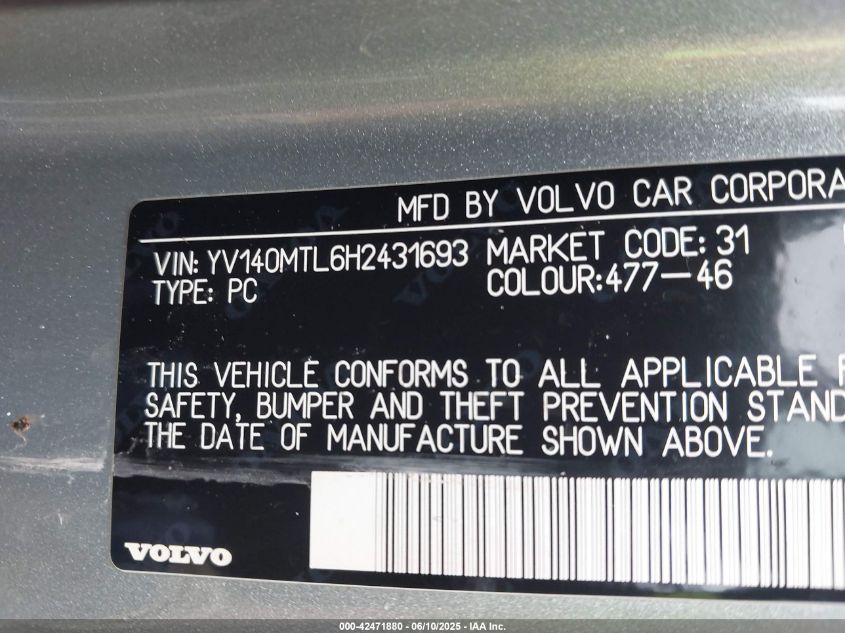 MFD BY VOLVO CAR CORPORA
VIN: YV140MTL6H2431693 MARKET CODE: 31
TYPE: PC COLOUR:477-46
THIS VEHICLE CONFORMS TO ALL APPLICABLE F
SAFETY, BUMPER AND THEFT PREVENTION STAND
THE DATE OF MANUFACTURE SHOWN ABOVE.
VOLVO
000-42471880 - 06/10/2025 - IAA Inc.